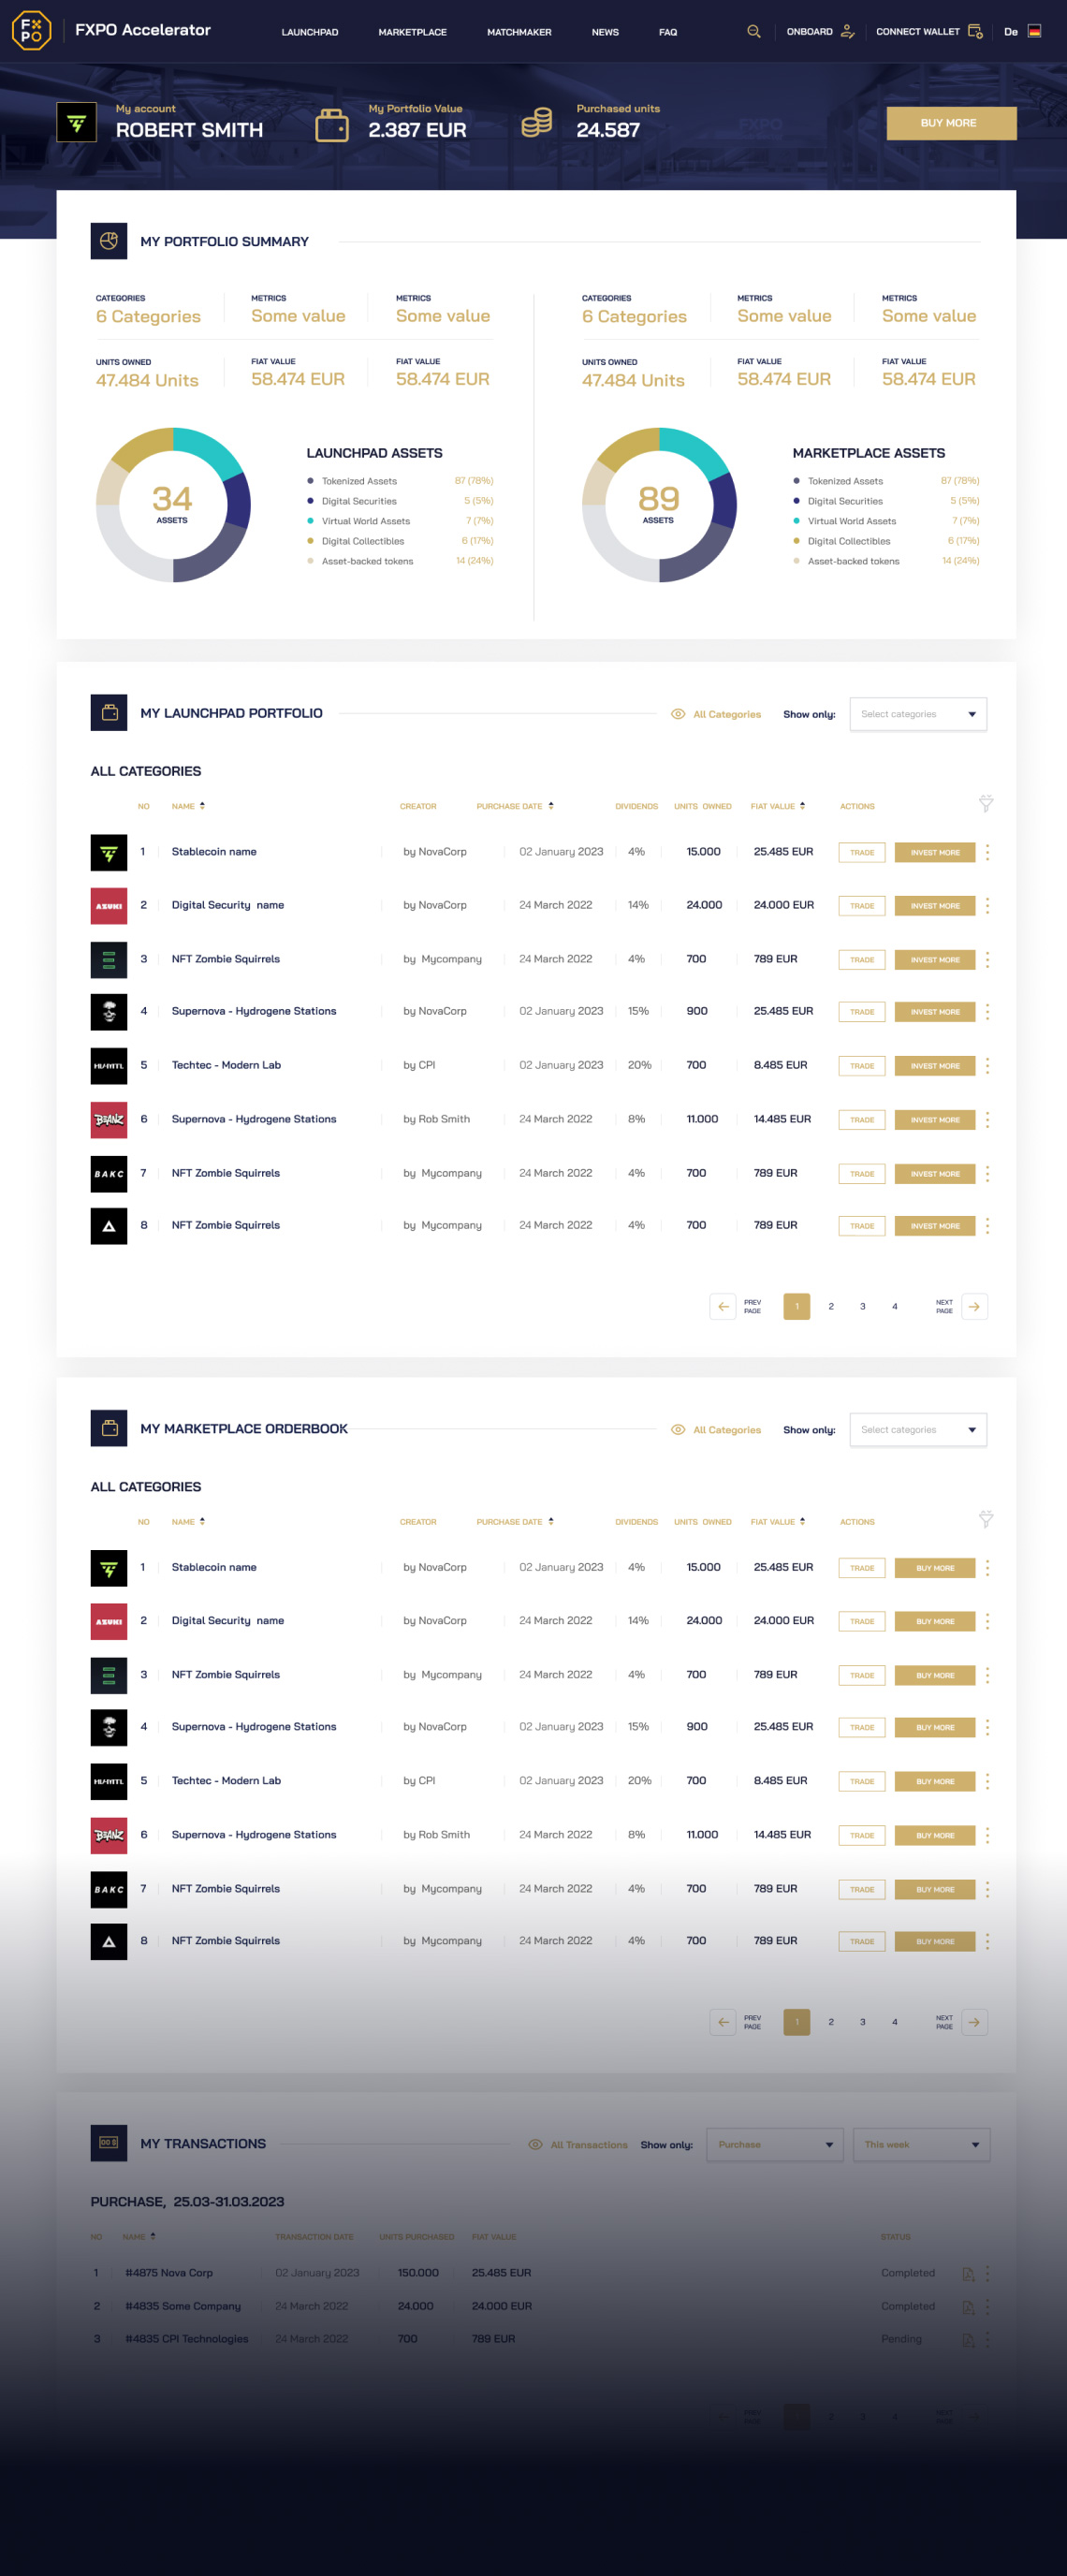 FXPO
FXPO Accelerator
LAUNCHPAD MARKETPLACE MATCHMAKER NEWS FAQ ONBOARD CONNECT WALLET De
My account
ROBERT SMITH
My Portfolio Value
2.387 EUR
Purchased units
24.587
BUY MORE
MY PORTFOLIO SUMMARY
CATEGORIES METRICS METRICS
6 Categories Some value Some value
UNITS OWNED FIAT VALUE FIAT VALUE
47.484 Units 58.474 EUR 58.474 EUR
34
ASSETS
LAUNCHPAD ASSETS
Tokenized Assets 87 (78%)
Digital Securities 5 (5%)
Virtual World Assets 7 (7%)
Digital Collectibles 6 (17%)
Asset-backed tokens 14 (24%)
CATEGORIES METRICS METRICS
6 Categories Some value Some value
UNITS OWNED FIAT VALUE FIAT VALUE
47.484 Units 58.474 EUR 58.474 EUR
89
ASSETS
MARKETPLACE ASSETS
Tokenized Assets 87 (78%)
Digital Securities 5 (5%)
Virtual World Assets 7 (7%)
Digital Collectibles 6 (17%)
Asset-backed tokens 14 (24%)
MY LAUNCHPAD PORTFOLIO All Categories Show only: Select categories
ALL CATEGORIES
NO NAME CREATOR PURCHASE DATE DIVIDENDS UNITS OWNED FIAT VALUE ACTIONS
1 Stablecoin name by NovaCorp 02 January 2023 4% 15.000 25.485 EUR TRADE INVEST MORE
AZUKI 2 Digital Security name by NovaCorp 24 March 2022 14% 24.000 24.000 EUR TRADE INVEST MORE
3 NFT Zombie Squirrels by Mycompany 24 March 2022 4% 700 789 EUR TRADE INVEST MORE
4 Supernova - Hydrogene Stations by NovaCorp 02 January 2023 15% 900 25.485 EUR TRADE INVEST MORE
5 Techtec - Modern Lab by CPI 02 January 2023 20% 700 8.485 EUR TRADE INVEST MORE
BEANZ 6 Supernova - Hydrogene Stations by Rob Smith 24 March 2022 8% 11.000 14.485 EUR TRADE INVEST MORE
BAKC 7 NFT Zombie Squirrels by Mycompany 24 March 2022 4% 700 789 EUR TRADE INVEST MORE
8 NFT Zombie Squirrels by Mycompany 24 March 2022 4% 700 789 EUR TRADE INVEST MORE
PREV PAGE 1 2 3 4 NEXT PAGE
MY MARKETPLACE ORDERBOOK All Categories Show only: Select categories
ALL CATEGORIES
NO NAME CREATOR PURCHASE DATE DIVIDENDS UNITS OWNED FIAT VALUE ACTIONS
1 Stablecoin name by NovaCorp 02 January 2023 4% 15.000 25.485 EUR TRADE BUY MORE
AZUKI 2 Digital Security name by NovaCorp 24 March 2022 14% 24.000 24.000 EUR TRADE BUY MORE
3 NFT Zombie Squirrels by Mycompany 24 March 2022 4% 700 789 EUR TRADE BUY MORE
4 Supernova - Hydrogene Stations by NovaCorp 02 January 2023 15% 900 25.485 EUR TRADE BUY MORE
5 Techtec - Modern Lab by CPI 02 January 2023 20% 700 8.485 EUR TRADE BUY MORE
BEANZ 6 Supernova - Hydrogene Stations by Rob Smith 24 March 2022 8% 11.000 14.485 EUR TRADE BUY MORE
BAKC 7 NFT Zombie Squirrels by Mycompany 24 March 2022 4% 700 789 EUR TRADE BUY MORE
8 NFT Zombie Squirrels by Mycompany 24 March 2022 4% 700 789 EUR TRADE BUY MORE
PREV PAGE 1 2 3 4 NEXT PAGE
MY TRANSACTIONS All Transactions Show only: Purchase This week
PURCHASE, 25.03-31.03.2023
NO NAME TRANSACTION DATE UNITS PURCHASED FIAT VALUE STATUS
1 #4875 Nova Corp 02 January 2023 150.000 25.485 EUR Completed
2 #4835 Some Company 24 March 2022 24.000 24.000 EUR Completed
3 #4835 CPI Technologies 24 March 2022 700 789 EUR Pending
PREV 2 3 4 NEXT